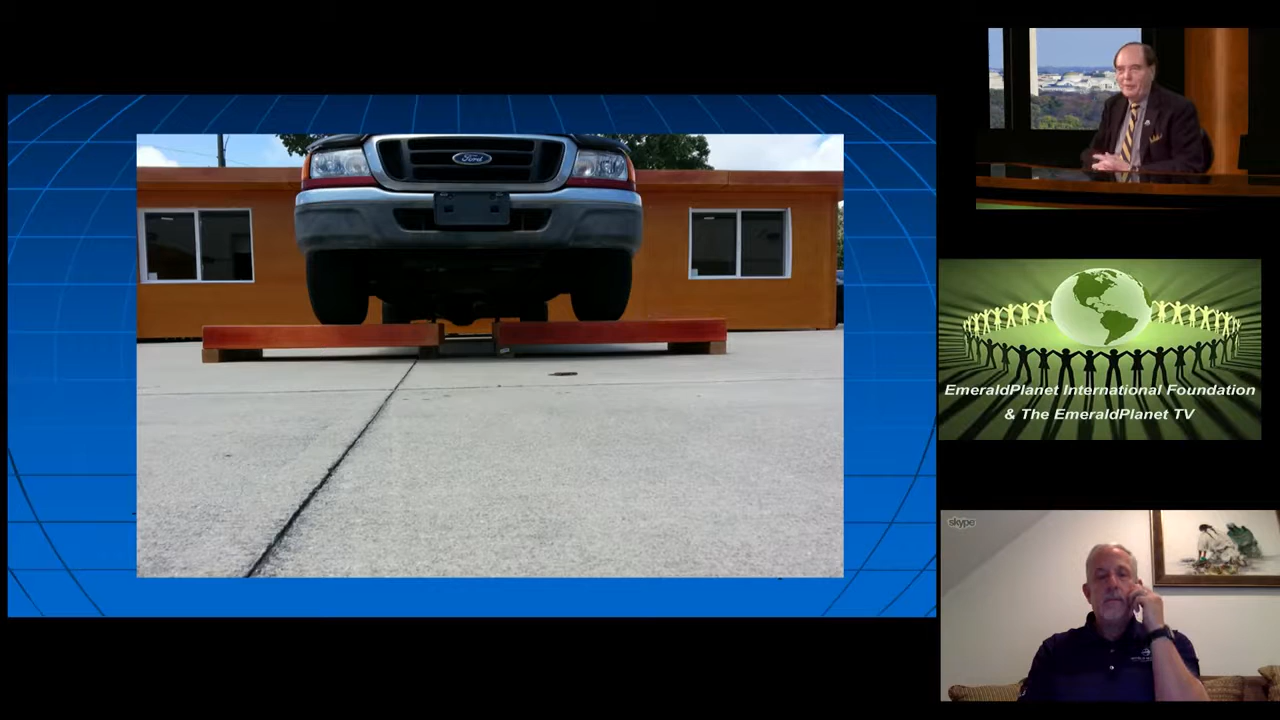 Ford
EmeraldPlanet International Foundation
& The EmeraldPlanet TV
skype